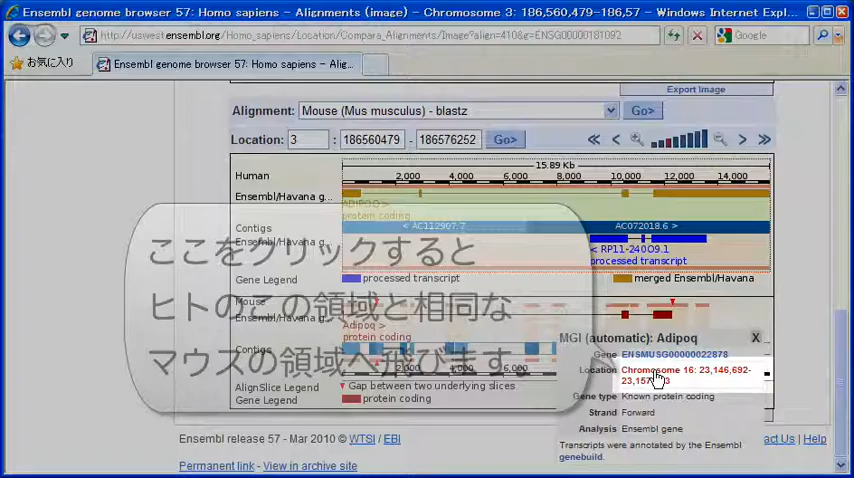 Ensembl genome browser 57: Homo sapiens - Alignments (image) - Chromosome 3: 186,560,479-186,57 - Windows Internet Expl...
http://uswest.ensembl.org/Homo_sapiens/Location/Compara_Alignments/Image?align=410&g=ENSG00000181092
Google
お気に入り
Ensembl genome browser 57: Homo sapiens - Alig...
Export Image
Alignment: Mouse (Mus musculus) - blastz Go>
Location: 3 : 186560479 - 186576252 Go>
15.89 Kb
Human 2,000 4,000 6,000 8,000 10,000 12,000 14,000
Ensembl/Havana g...
ADIPOQ >
protein coding
Contigs < AC112907.7 AC072018.6 >
Ensembl/Havana g...
< RP11-240O9.1
processed transcript
Gene Legend processed transcript merged Ensembl/Havana
Mouse
Ensembl/Havana g...
Adipoq >
protein coding
Contigs
2,000 4,000 6,000
AlignSlice Legend Gap between two underlying slices
Gene Legend protein coding
ここをクリックすると
ヒトのこの領域と相同な
マウスの領域へ飛びます。
MGI (automatic): Adipoq X
Gene ENSMUSG00000022878
Location Chromosome 16: 23,146,692-
Gene type Known protein coding
Strand Forward
Analysis Ensembl gene
Transcripts were annotated by the Ensembl
genebuild.
Ensembl release 57 - Mar 2010 © WTSI / EBI
act Us | Help
Permanent link - View in archive site